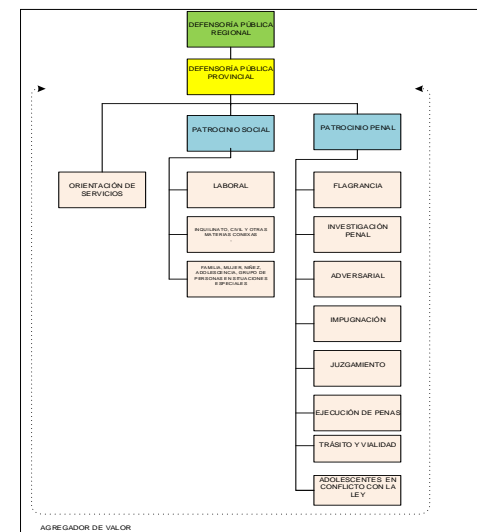 DEFENSORÍA PÚBLICA
REGIONAL
DEFENSORÍA PÚBLICA
PROVINCIAL
PATROCINIO SOCIAL
PATROCINIO PENAL
ORIENTACIÓN DE
SERVICIOS
LABORAL
INQUILINATO, CIVIL Y OTRAS
MATERIAS CONEXAS
FAMILIA, MUJER, NIÑEZ,
ADOLESCENCIA, GRUPO DE
PERSONAS EN SITUACIONES
ESPECIALES
FLAGRANCIA
INVESTIGACIÓN
PENAL
ADVERSARIAL
IMPUGNACIÓN
JUZGAMIENTO
EJECUCIÓN DE PENAS
TRÁSITO Y VIALIDAD
ADOLESCENTES EN
CONFLICTO CON LA
LEY
AGREGADOR DE VALOR